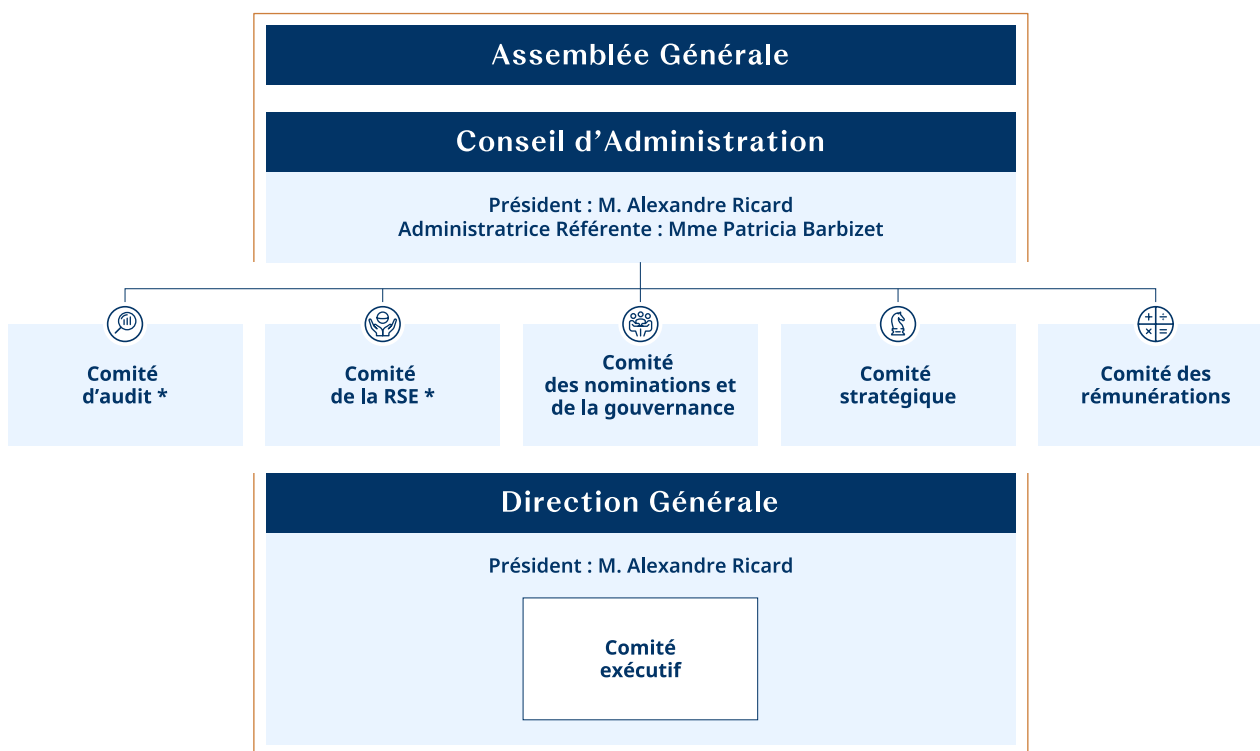 Assemblée Générale
Conseil d’Administration
Président : M. Alexandre Ricard
Administratrice Référente : Mme Patricia Barbizet
Comité
d’audit *
Comité
de la RSE *
Comité
des nominations et
de la gouvernance
Comité
stratégique
Comité des
rémunérations
Direction Générale
Président : M. Alexandre Ricard
Comité
exécutif